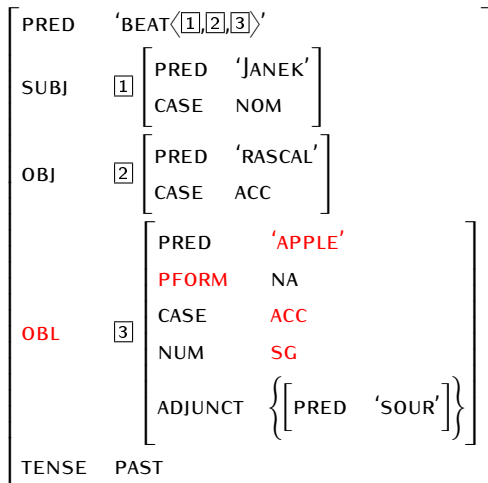 PRED ‘BEAT⟨1,2,3⟩’
SUBJ 1 PRED ‘JANEK’
CASE NOM
OBJ 2 PRED ‘RASCAL’
CASE ACC
OBL 3 PRED ‘APPLE’
PFORM NA
CASE ACC
NUM SG
ADJUNCT {[PRED ‘SOUR’]}
TENSE PAST